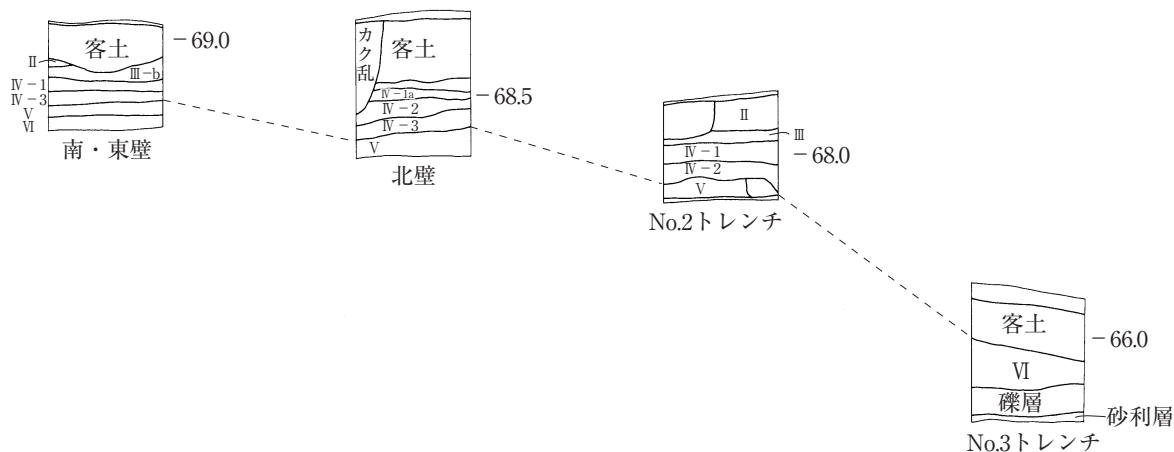 客土
Ⅱ
Ⅲ-b
Ⅳ-1
Ⅳ-3
Ⅴ
Ⅵ
-69.0
南・東壁
カク乱
客土
Ⅳ-1a
Ⅳ-2
Ⅳ-3
Ⅴ
-68.5
北壁
Ⅱ
Ⅲ
Ⅳ-1
Ⅳ-2
Ⅴ
-68.0
No.2トレンチ
客土
-66.0
Ⅵ
礫層
砂利層
No.3トレンチ